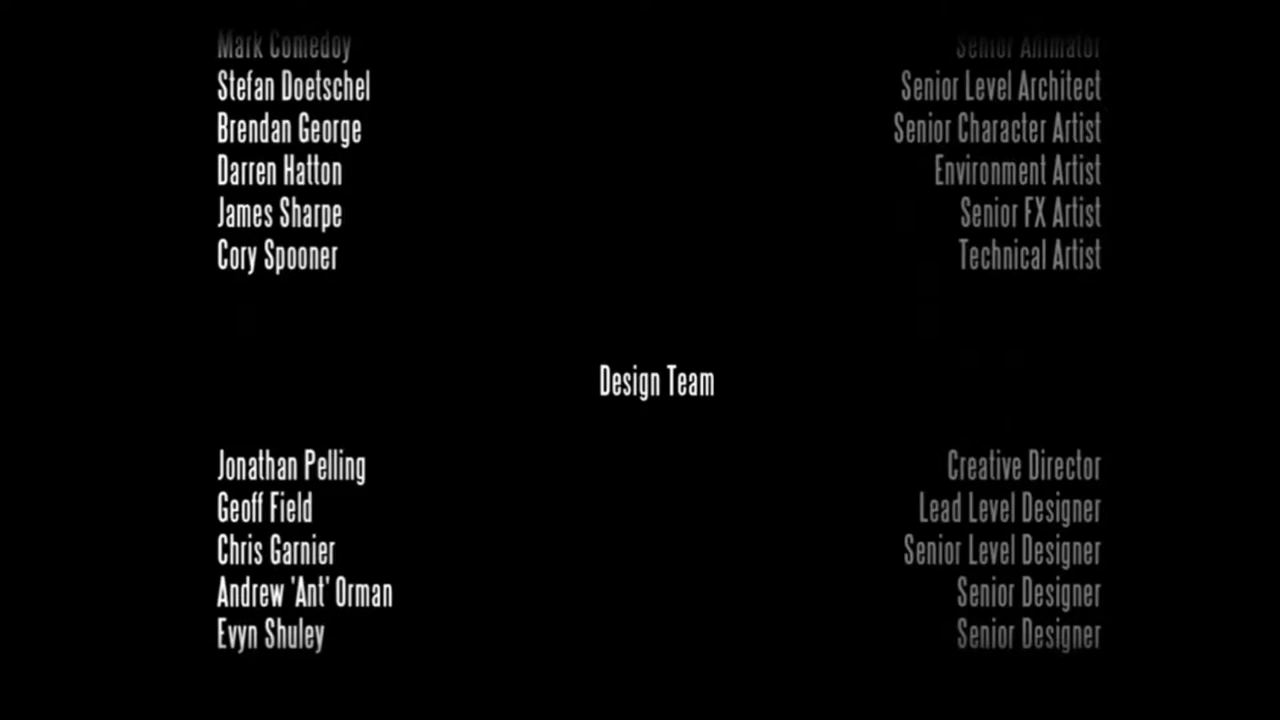 Mark Comedoy Senior Animator
Stefan Doetschel Senior Level Architect
Brendan George Senior Character Artist
Darren Hatton Environment Artist
James Sharpe Senior FX Artist
Cory Spooner Technical Artist
Design Team
Jonathan Pelling Creative Director
Geoff Field Lead Level Designer
Chris Garnier Senior Level Designer
Andrew 'Ant' Orman Senior Designer
Evyn Shuley Senior Designer